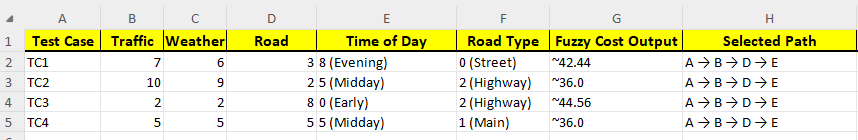 A B C D E F G H
1 Test Case Traffic Weather Road Time of Day Road Type Fuzzy Cost Output Selected Path
2 TC1 7 6 3 8 (Evening) 0 (Street) ~42.44 A → B → D → E
3 TC2 10 9 2 5 (Midday) 2 (Highway) ~36.0 A → B → D → E
4 TC3 2 2 8 0 (Early) 2 (Highway) ~44.56 A → B → D → E
5 TC4 5 5 5 5 (Midday) 1 (Main) ~36.0 A → B → D → E